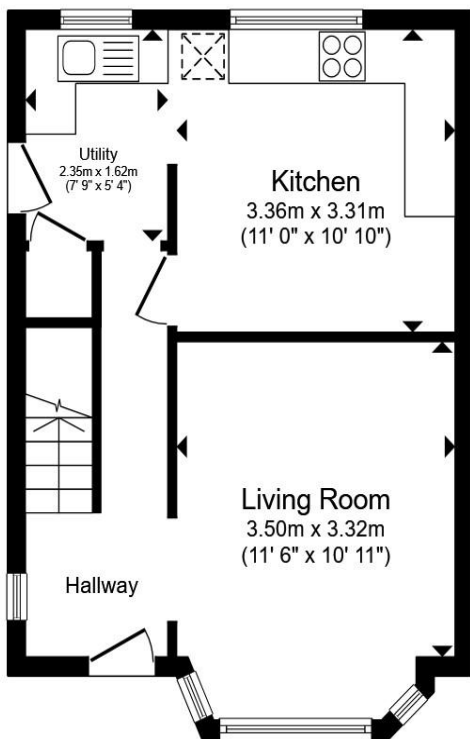 Utility
2.35m x 1.62m
(7' 9" x 5' 4")
Kitchen
3.36m x 3.31m
(11' 0" x 10' 10")
Living Room
3.50m x 3.32m
(11' 6" x 10' 11")
Hallway